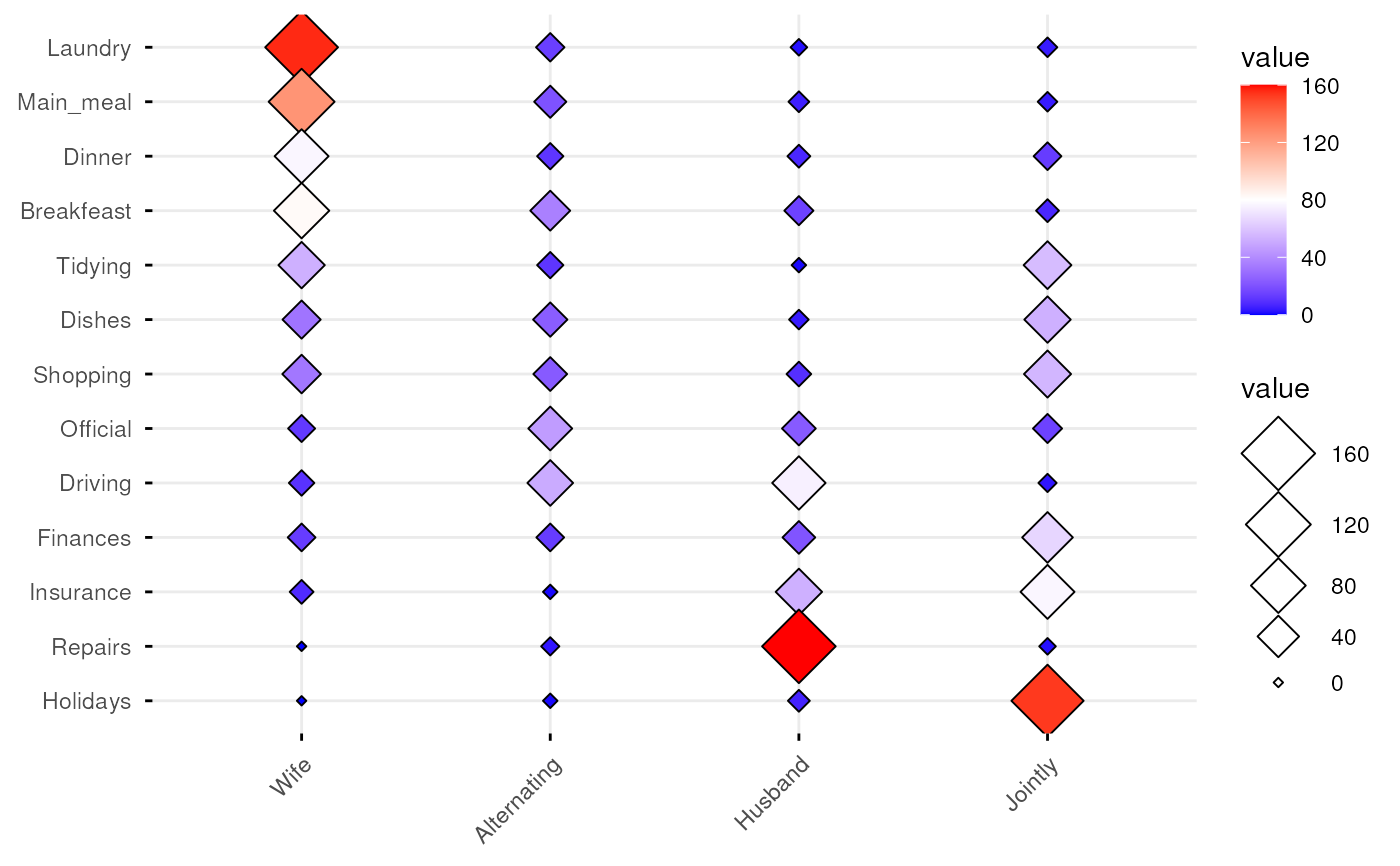 Laundry
Main_meal
Dinner
Breakfeast
Tidying
Dishes
Shopping
Official
Driving
Finances
Insurance
Repairs
Holidays
Wife
Alternating
Husband
Jointly
value
160
120
80
40
0
value
160
120
80
40
0